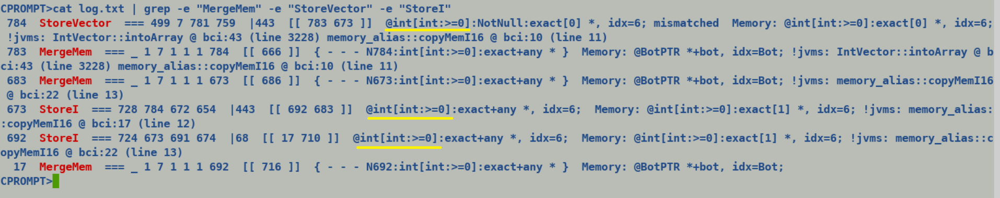 CPROMPT>cat log.txt | grep -e "MergeMem" -e "StoreVector" -e "StoreI"
784  StoreVector  === 499 7 781 759  |443  [[ 783 673 ]]  @int[int:>=0]:NotNull:exact[0] *, idx=6; mismatched  Memory: @int[int:>=0]:exact[0] *, idx=6;
!jvms: IntVector::intoArray @ bci:43 (line 3228) memory_alias::copyMemI16 @ bci:10 (line 11)
783  MergeMem  === _ 1 7 1 1 1 784  [[ 666 ]]  { - - - N784:int[int:>=0]:exact+any * }  Memory: @BotPTR *+bot, idx=Bot; !jvms: IntVector::intoArray @ b
ci:43 (line 3228) memory_alias::copyMemI16 @ bci:10 (line 11)
683  MergeMem  === _ 1 7 1 1 1 673  [[ 686 ]]  { - - - N673:int[int:>=0]:exact+any * }  Memory: @BotPTR *+bot, idx=Bot; !jvms: memory_alias::copyMemI16
@ bci:22 (line 13)
673  StoreI  === 728 784 672 654  |443  [[ 692 683 ]]  @int[int:>=0]:exact+any *, idx=6;  Memory: @int[int:>=0]:exact[1] *, idx=6; !jvms: memory_alias:
:copyMemI16 @ bci:17 (line 12)
692  StoreI  === 724 673 691 674  |68  [[ 17 710 ]]  @int[int:>=0]:exact+any *, idx=6;  Memory: @int[int:>=0]:exact[1] *, idx=6; !jvms: memory_alias::c
opyMemI16 @ bci:22 (line 13)
17  MergeMem  === _ 1 7 1 1 1 692  [[ 716 ]]  { - - - N692:int[int:>=0]:exact+any * }  Memory: @BotPTR *+bot, idx=Bot;
CPROMPT>